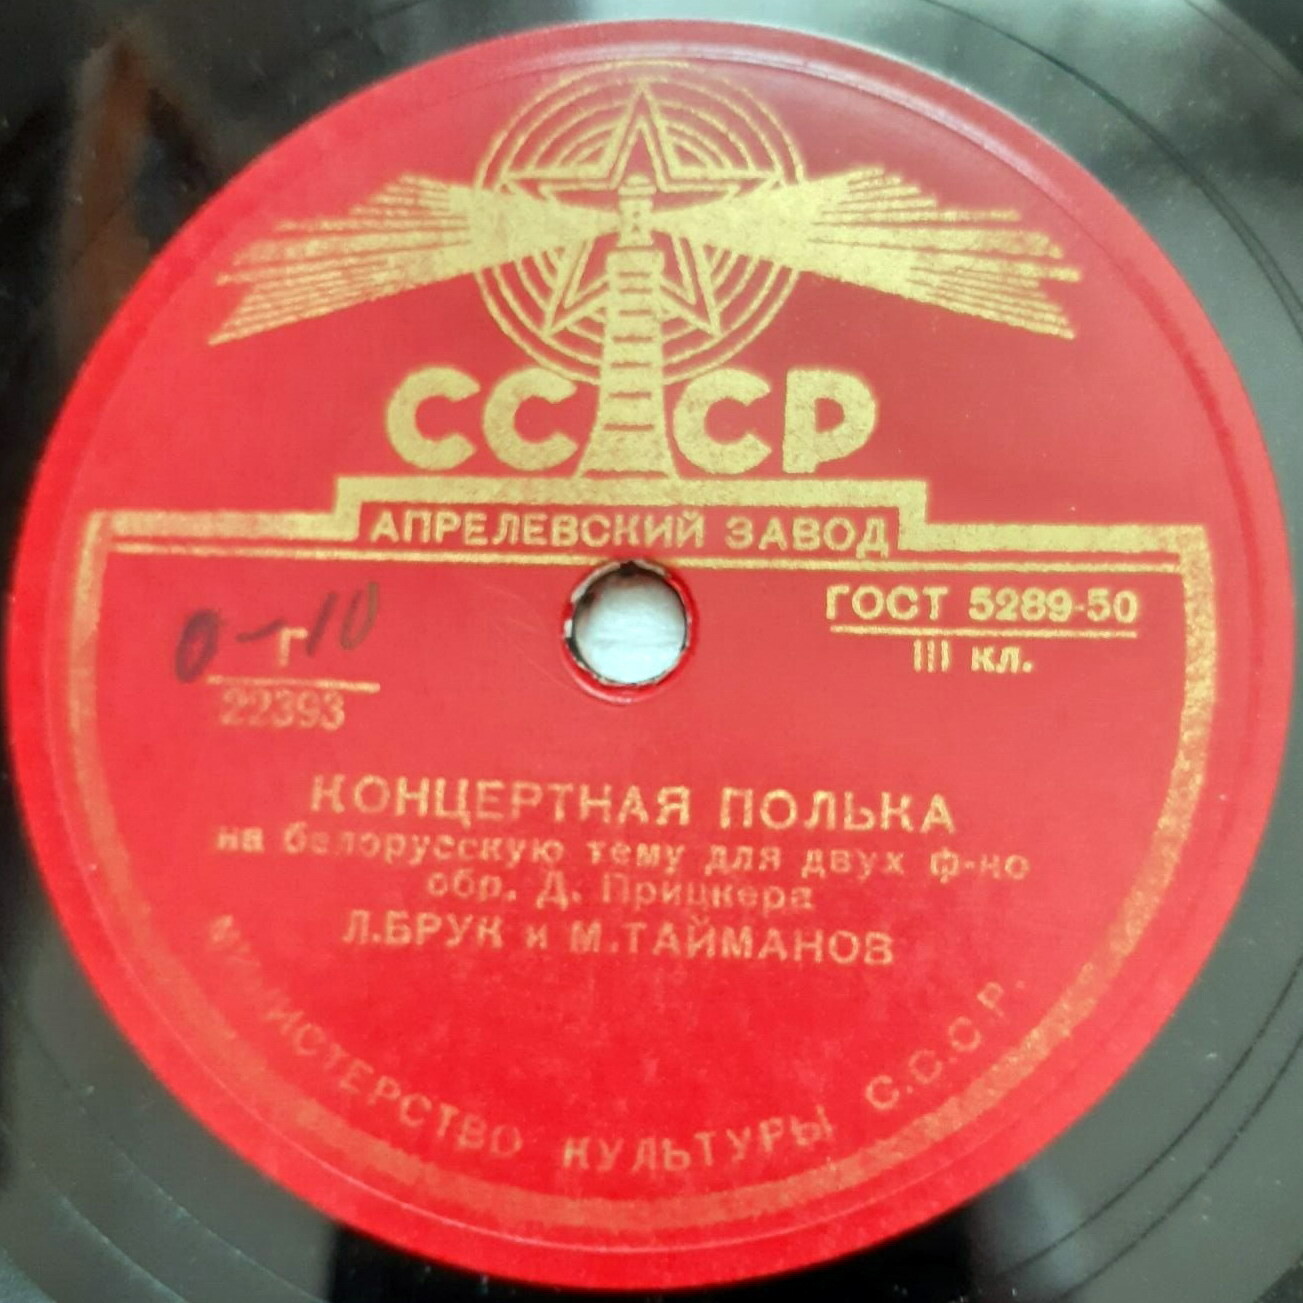 СССР
АПРЕЛЕВСКИЙ ЗАВОД
ГОСТ 5289-50
III кл.
0-10
Г
22393
КОНЦЕРТНАЯ ПОЛЬКА
на белорусскую тему для двух ф-но
обр. Д. Прицкера
Л.БРУК и М.ТАЙМАНОВ
МИНИСТЕРСТВО КУЛЬТУРЫ С.С.С.Р.